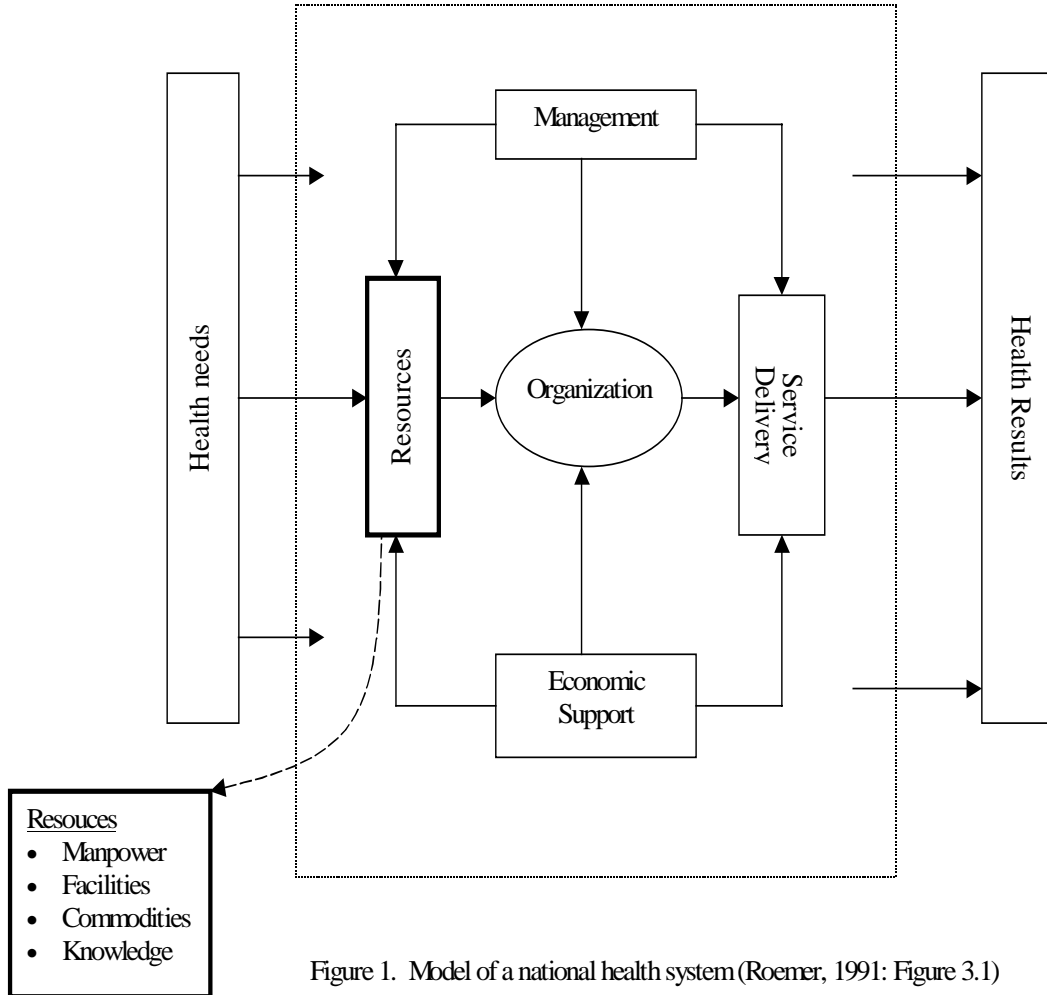 Management
Health needs
Resources
Organization
Service
Delivery
Health Results
Economic
Support
Resouces
• Manpower
• Facilities
• Commodities
• Knowledge
Figure 1. Model of a national health system (Roemer, 1991: Figure 3.1)